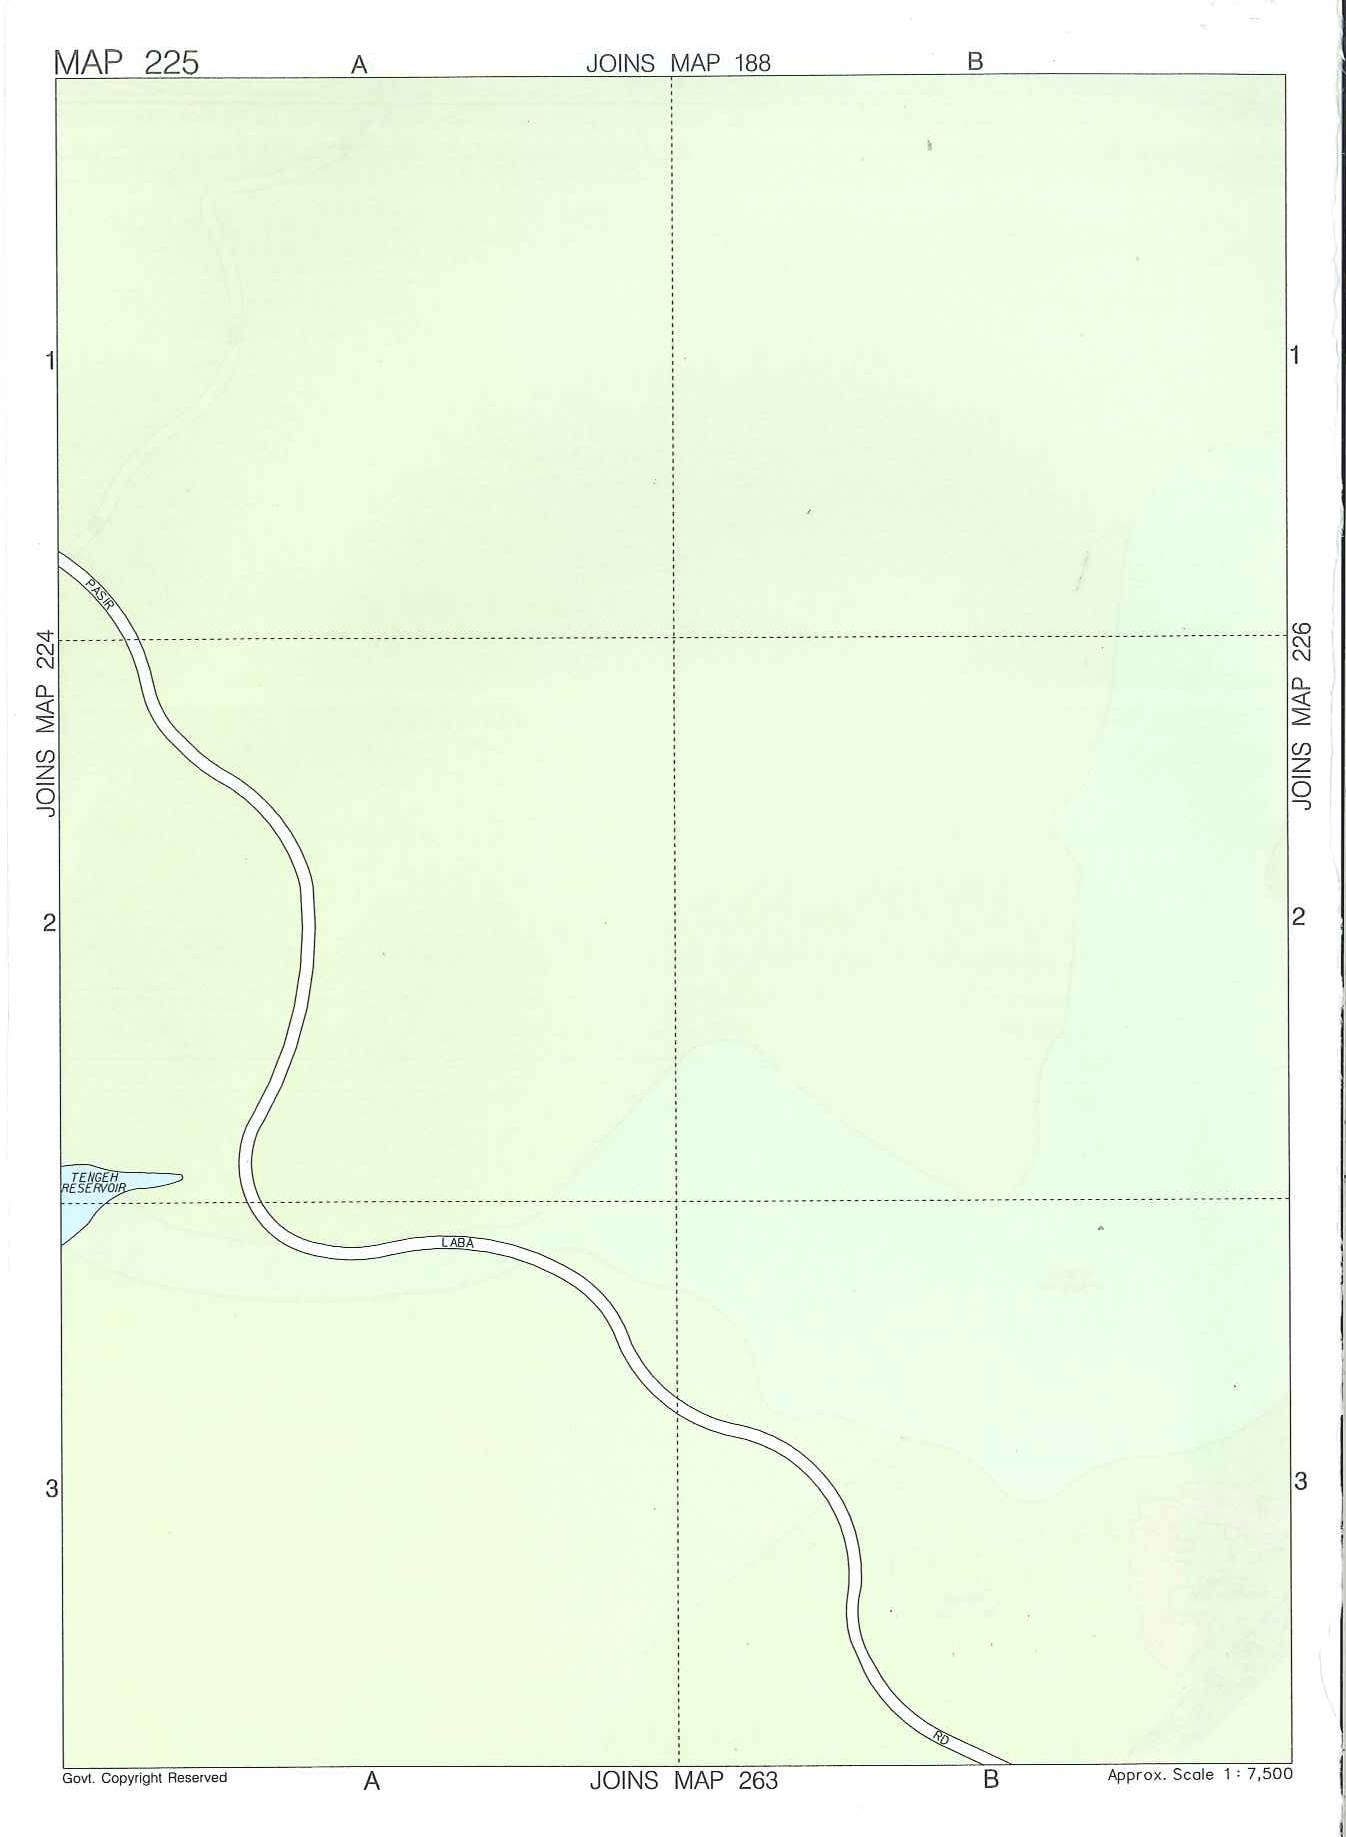 MAP 225 A JOINS MAP 188 B
1 1
PASIR
JOINS MAP 224
JOINS MAP 226
2 2
TENGEH
RESERVOIR
LABA
3 3
RD
Govt. Copyright Reserved A JOINS MAP 263 B Approx. Scale 1 : 7,500